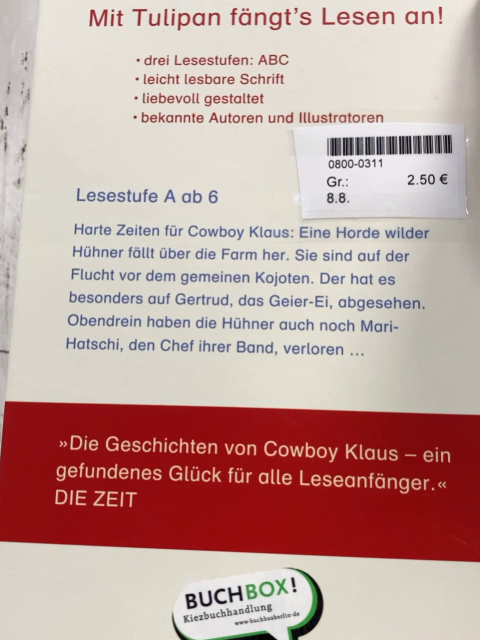 Mit Tulipan fängt's Lesen an!
• drei Lesestufen: ABC
• leicht lesbare Schrift
• liebevoll gestaltet
• bekannte Autoren und Illustratoren
0800-0311
Gr.: 2.50 €
8.8.
Lesestufe A ab 6
Harte Zeiten für Cowboy Klaus: Eine Horde wilder
Hühner fällt über die Farm her. Sie sind auf der
Flucht vor dem gemeinen Kojoten. Der hat es
besonders auf Gertrud, das Geier-Ei, abgesehen.
Obendrein haben die Hühner auch noch Mari-
Hatschi, den Chef ihrer Band, verloren ...
»Die Geschichten von Cowboy Klaus – ein
gefundenes Glück für alle Leseanfänger.«
DIE ZEIT
BUCHBOX!
Kiezbuchhandlung
www.buchboxberlin.de